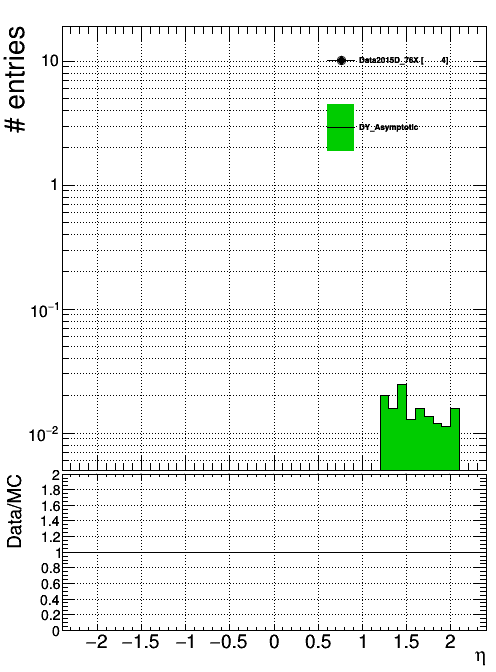 # entries
10
Data2015D_76X [ 4]
DY_Asymptotic
1
10⁻¹
10⁻²
Data/MC
2
1.8
1.6
1.4
1.2
1
0.8
0.6
0.4
0.2
0
−2 −1.5 −1 −0.5 0 0.5 1 1.5 2
η